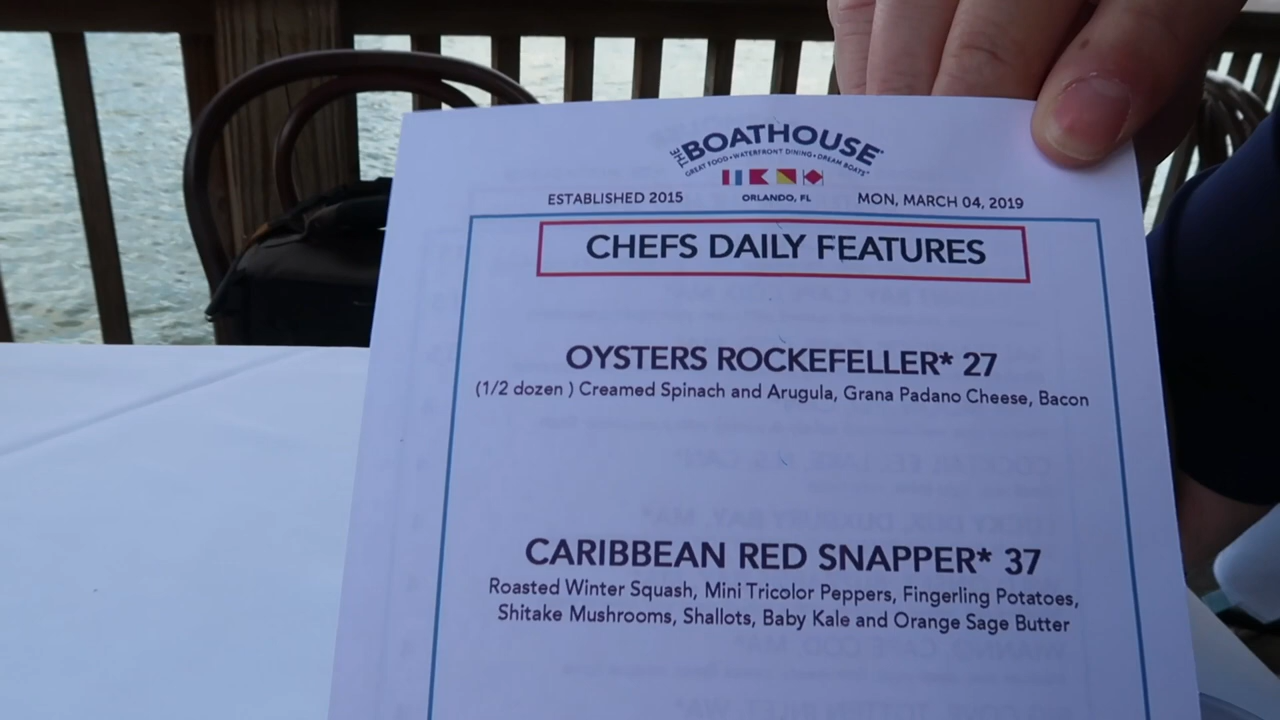 THE BOATHOUSE
GREAT FOOD • WATERFRONT DINING • DREAM BOATS
ESTABLISHED 2015
ORLANDO, FL
MON, MARCH 04, 2019
CHEFS DAILY FEATURES
OYSTERS ROCKEFELLER* 27
(1/2 dozen ) Creamed Spinach and Arugula, Grana Padano Cheese, Bacon
CARIBBEAN RED SNAPPER* 37
Roasted Winter Squash, Mini Tricolor Peppers, Fingerling Potatoes,
Shitake Mushrooms, Shallots, Baby Kale and Orange Sage Butter